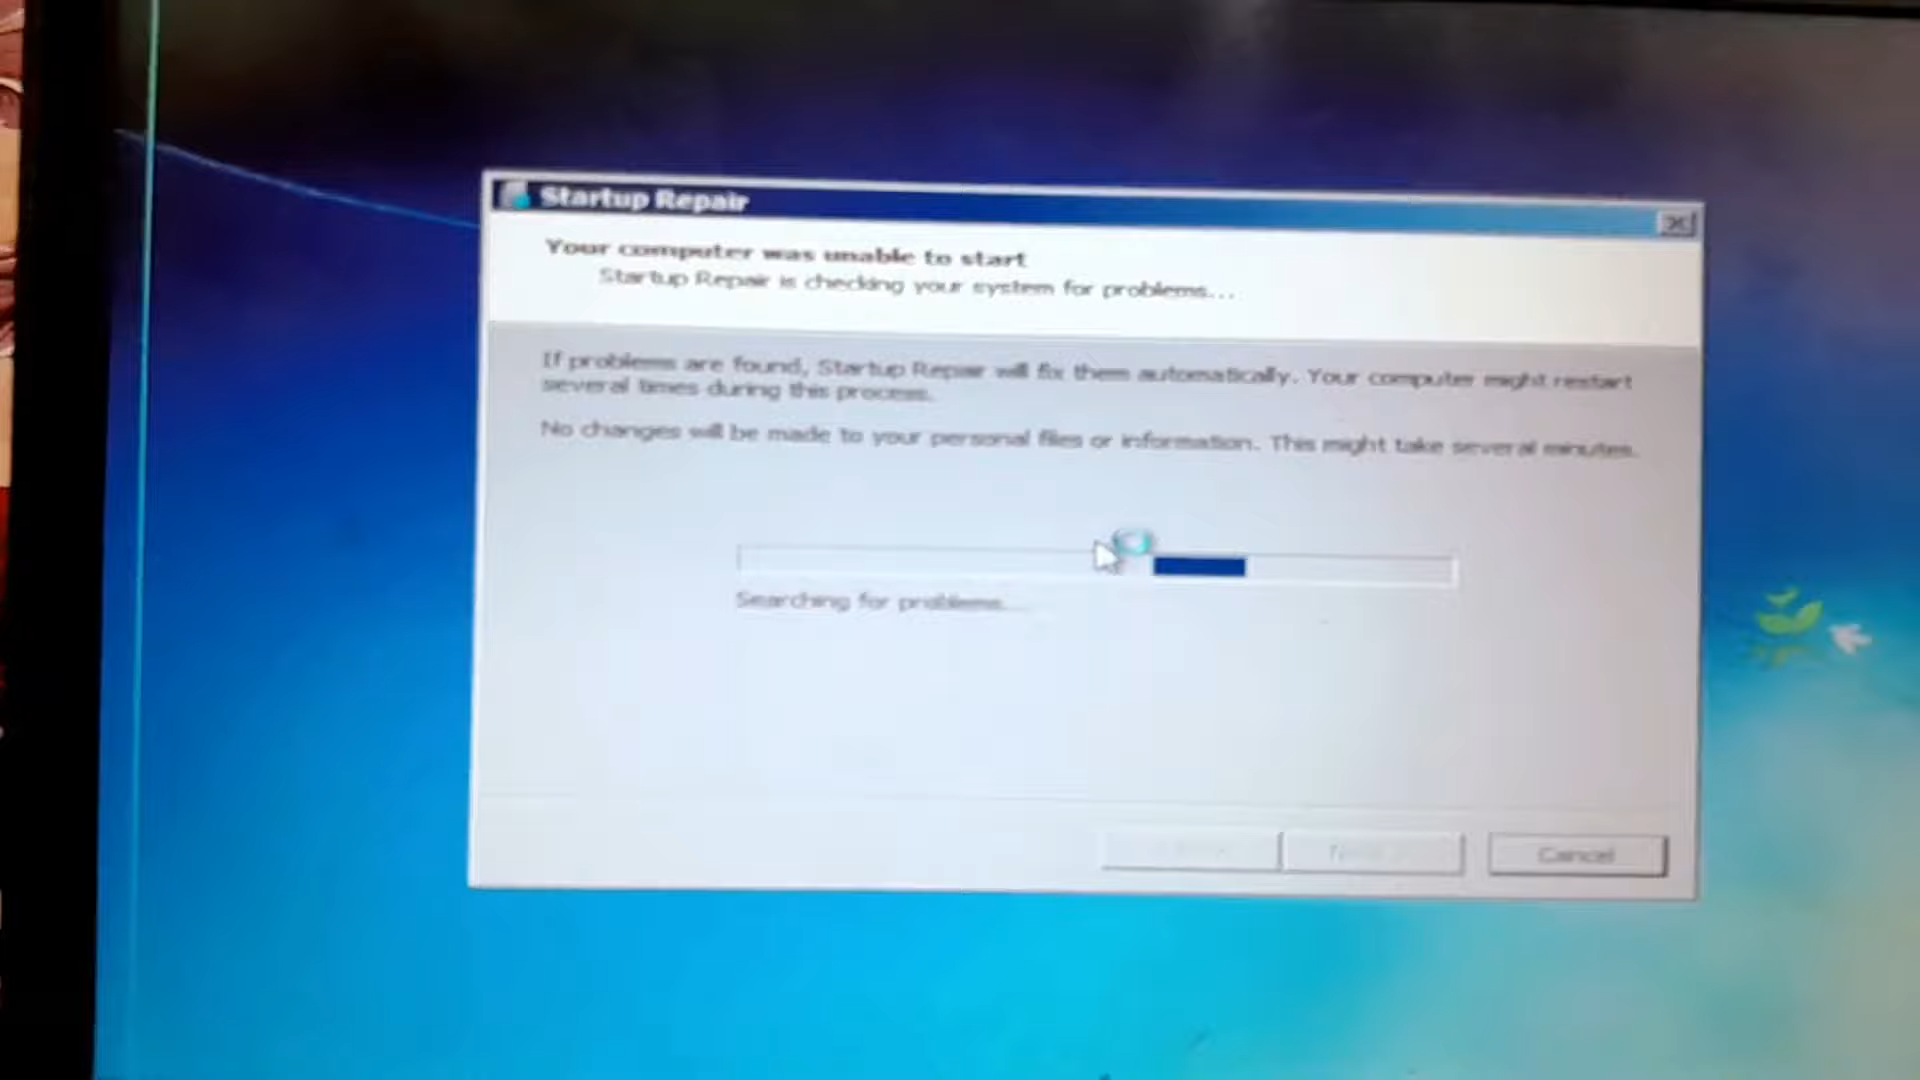 Startup Repair
Your computer was unable to start
Startup Repair is checking your system for problems...
If problems are found, Startup Repair will fix them automatically. Your computer might restart
several times during this process.
No changes will be made to your personal files or information. This might take several minutes.
Searching for problems...
Cancel